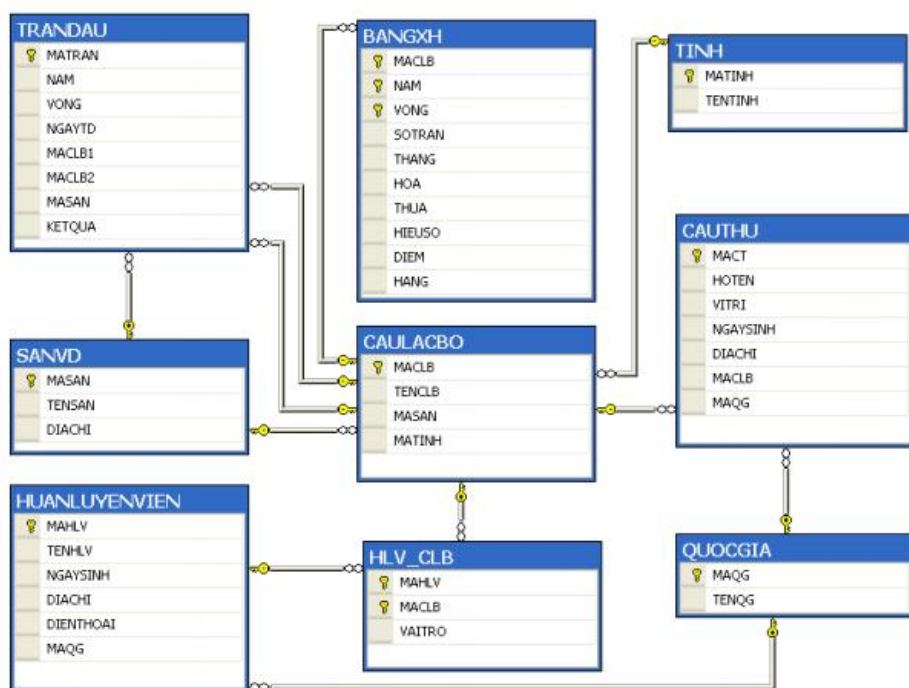 TRANDAU
MATRAN
NAM
VONG
NGAYTD
MACLB1
MACLB2
MASAN
KETQUA
BANGXH
MACLB
NAM
VONG
SOTRAN
THANG
HOA
THUA
HIEUSO
DIEM
HANG
TINH
MATINH
TENTINH
CAUTHU
MACT
HOTEN
VITRI
NGAYSINH
DIACHI
MACLB
MAQG
SANVD
MASAN
TENSAN
DIACHI
CAULACBO
MACLB
TENCLB
MASAN
MATINH
HUANLUYENVIEN
MAHLV
TENHLV
NGAYSINH
DIACHI
DIENTHOAI
MAQG
HLV_CLB
MAHLV
MACLB
VAITRO
QUOCGIA
MAQG
TENQG